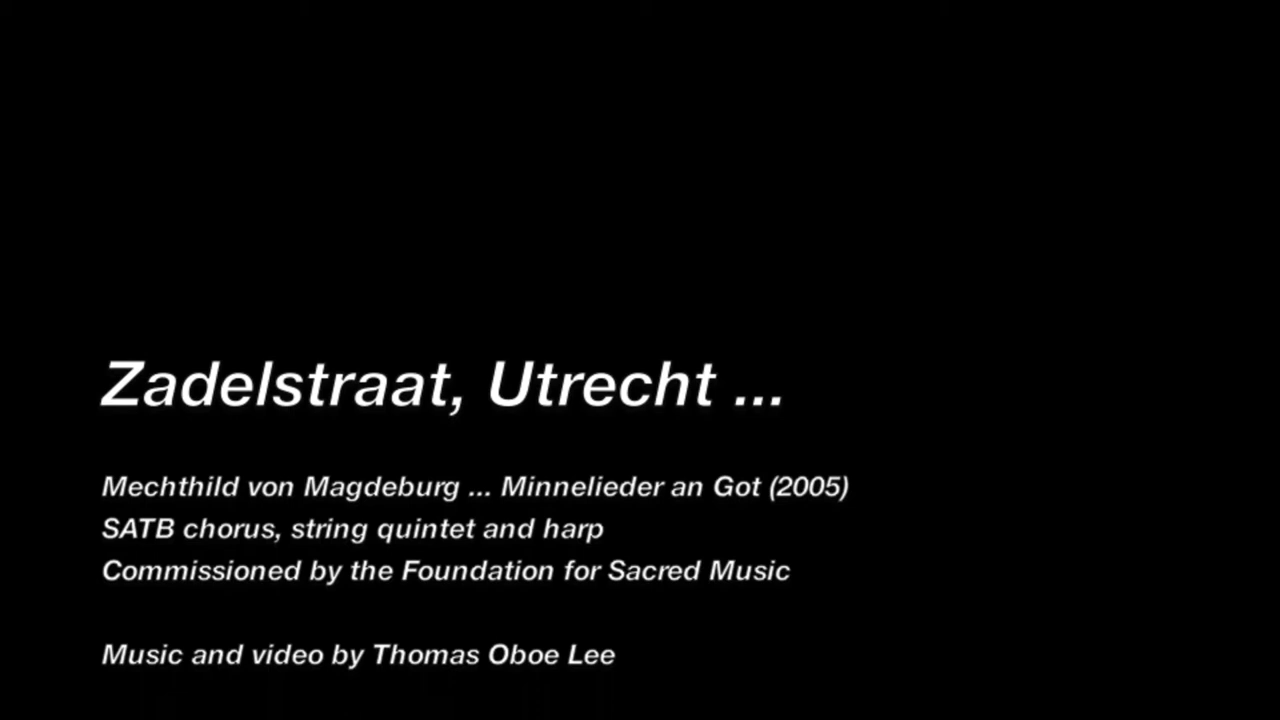 Zadelstraat, Utrecht ...
Mechthild von Magdeburg ... Minnelieder an Got (2005)
SATB chorus, string quintet and harp
Commissioned by the Foundation for Sacred Music
Music and video by Thomas Oboe Lee